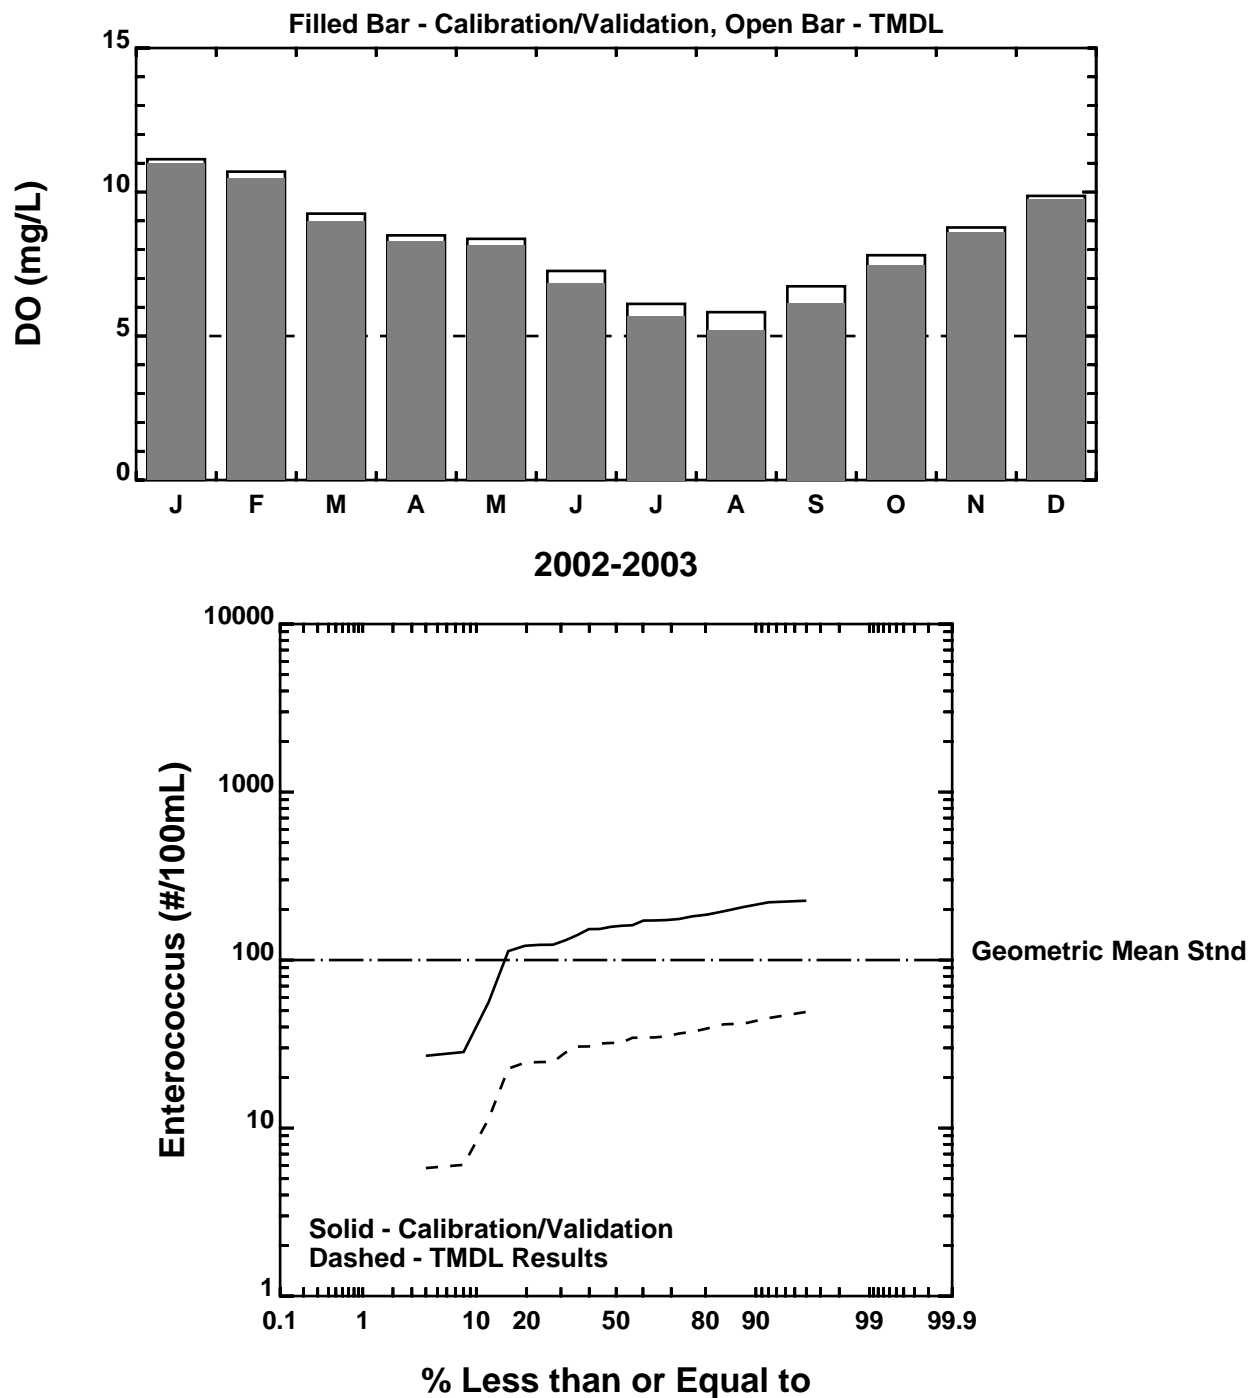 Filled Bar - Calibration/Validation, Open Bar - TMDL
15
10
5
0
DO (mg/L)
J F M A M J J A S O N D
2002-2003
10000
1000
100
10
1
Enterococcus (#/100mL)
Geometric Mean Stnd
Solid - Calibration/Validation
Dashed - TMDL Results
0.1 1 10 20 50 80 90 99 99.9
% Less than or Equal to